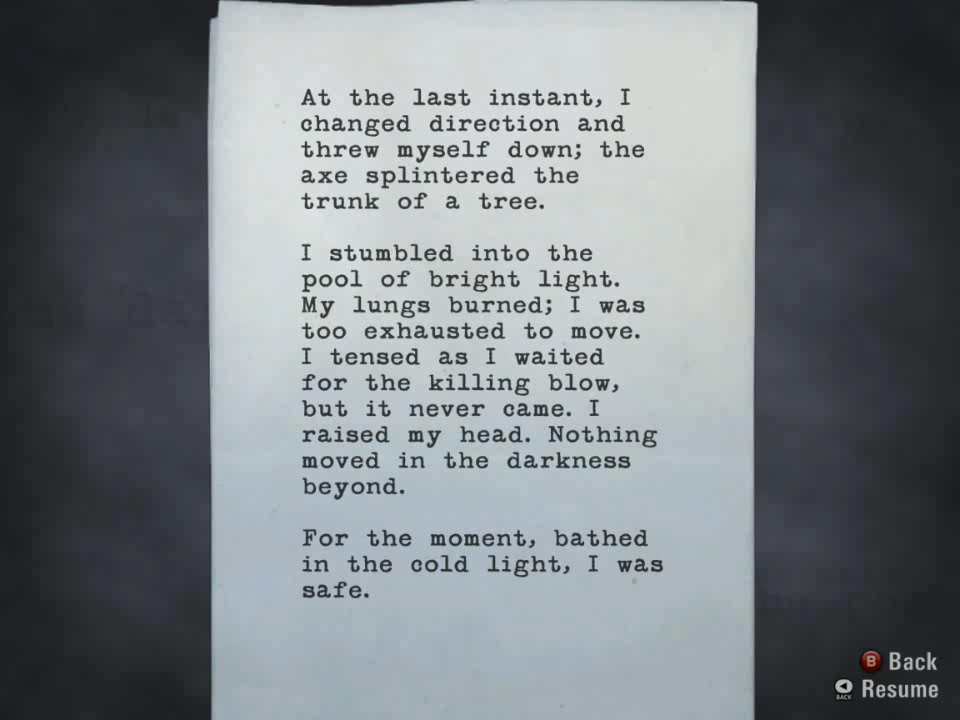 At the last instant, I
changed direction and
threw myself down; the
axe splintered the
trunk of a tree.
I stumbled into the
pool of bright light.
My lungs burned; I was
too exhausted to move.
I tensed as I waited
for the killing blow,
but it never came. I
raised my head. Nothing
moved in the darkness
beyond.
For the moment, bathed
in the cold light, I was
safe.
B Back
BACK Resume